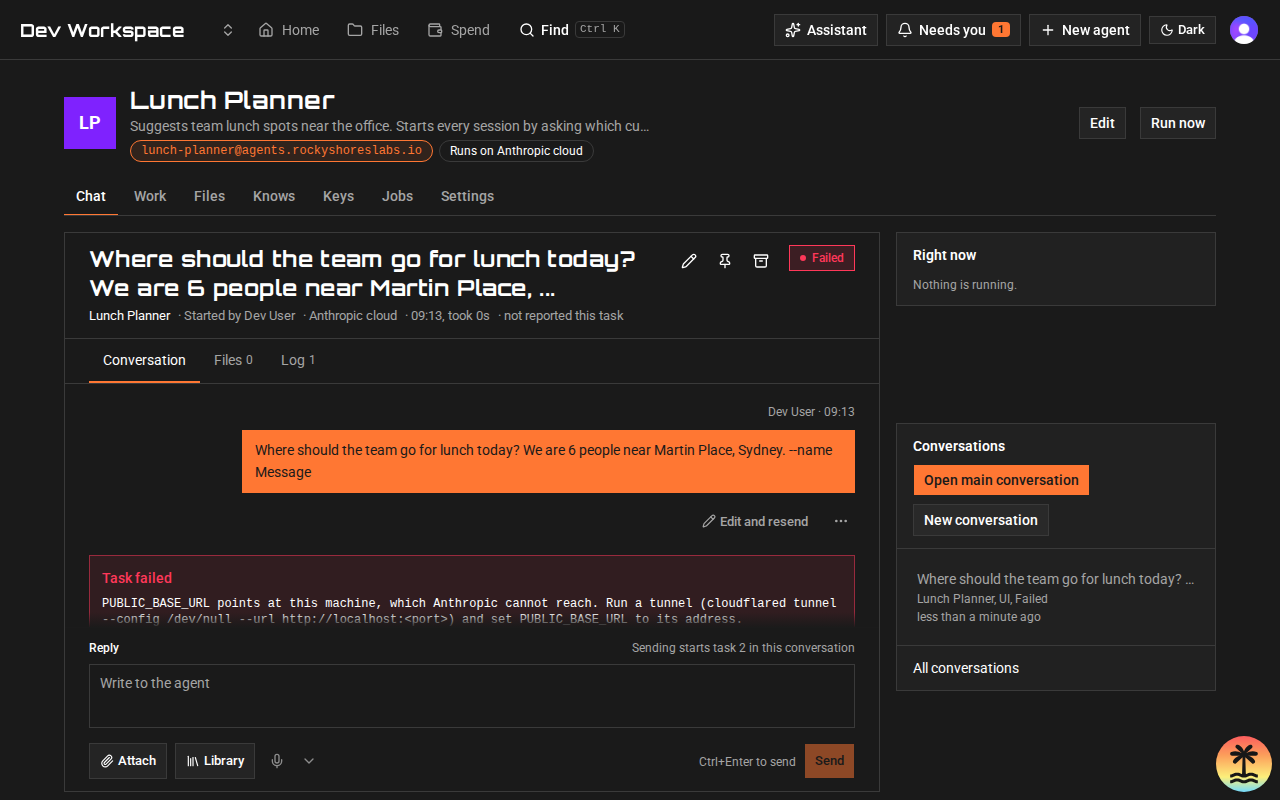 Dev Workspace
Home
Files
Spend
Find Ctrl K
Assistant
Needs you 1
New agent
Dark
LP
Lunch Planner
Suggests team lunch spots near the office. Starts every session by asking which cu...
lunch-planner@agents.rockyshoreslabs.io
Runs on Anthropic cloud
Edit
Run now
Chat
Work
Files
Knows
Keys
Jobs
Settings
Where should the team go for lunch today?
We are 6 people near Martin Place, ...
Failed
Lunch Planner · Started by Dev User · Anthropic cloud · 09:13, took 0s · not reported this task
Conversation
Files 0
Log 1
Dev User · 09:13
Where should the team go for lunch today? We are 6 people near Martin Place, Sydney. --name
Message
Edit and resend
Task failed
PUBLIC_BASE_URL points at this machine, which Anthropic cannot reach. Run a tunnel (cloudflared tunnel
--config /dev/null --url http://localhost:<port>) and set PUBLIC_BASE_URL to its address.
Reply
Sending starts task 2 in this conversation
Write to the agent
Attach
Library
Ctrl+Enter to send
Send
Right now
Nothing is running.
Conversations
Open main conversation
New conversation
Where should the team go for lunch today? ...
Lunch Planner, UI, Failed
less than a minute ago
All conversations